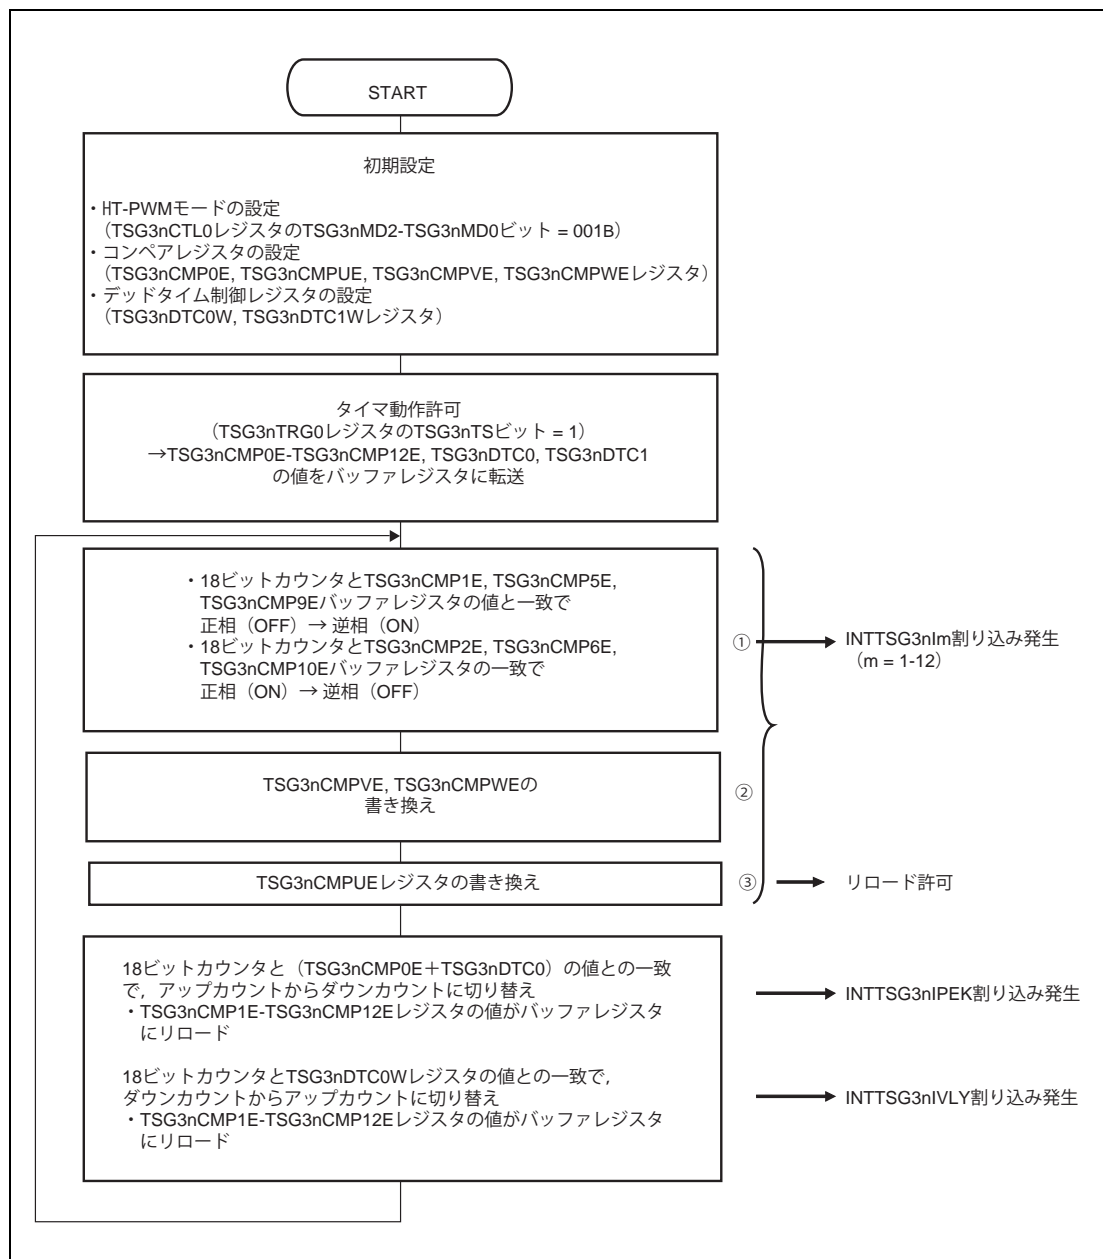 START
初期設定
・HT-PWMモードの設定
（TSG3nCTL0レジスタのTSG3nMD2-TSG3nMD0ビット = 001B）
・コンペアレジスタの設定
（TSG3nCMP0E, TSG3nCMPUE, TSG3nCMPVE, TSG3nCMPWEレジスタ）
・デッドタイム制御レジスタの設定
（TSG3nDTC0W, TSG3nDTC1Wレジスタ）
タイマ動作許可
（TSG3nTRG0レジスタのTSG3nTSビット = 1）
→TSG3nCMP0E-TSG3nCMP12E, TSG3nDTC0, TSG3nDTC1
の値をバッファレジスタに転送
・18ビットカウンタとTSG3nCMP1E, TSG3nCMP5E,
TSG3nCMP9Eバッファレジスタの値と一致で
正相（OFF）→ 逆相（ON）
・18ビットカウンタとTSG3nCMP2E, TSG3nCMP6E,
TSG3nCMP10Eバッファレジスタの一致で
正相（ON）→ 逆相（OFF）
①
INTTSG3nIm割り込み発生
（m = 1-12）
TSG3nCMPVE, TSG3nCMPWEの
書き換え
②
TSG3nCMPUEレジスタの書き換え
③
リロード許可
18ビットカウンタと（TSG3nCMP0E＋TSG3nDTC0）の値との一致
で，アップカウントからダウンカウントに切り替え
・TSG3nCMP1E-TSG3nCMP12Eレジスタの値がバッファレジスタ
にリロード
INTTSG3nIPEK割り込み発生
18ビットカウンタとTSG3nDTC0Wレジスタの値との一致で，
ダウンカウントからアップカウントに切り替え
・TSG3nCMP1E-TSG3nCMP12Eレジスタの値がバッファレジスタ
にリロード
INTTSG3nIVLY割り込み発生